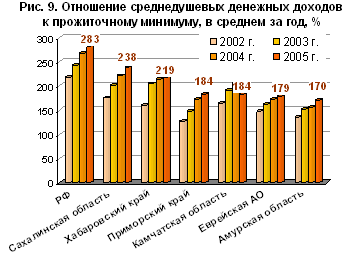 Рис. 9. Отношение среднедушевых денежных доходов
к прожиточному минимуму, в среднем за год, %
2002 г. 2003 г.
2004 г. 2005 г.
300
250
200
150
100
50
0
283
238
219
184
184
179
170
РФ
Сахалинская область
Хабаровский край
Приморский край
Камчатская область
Еврейская АО
Амурская область